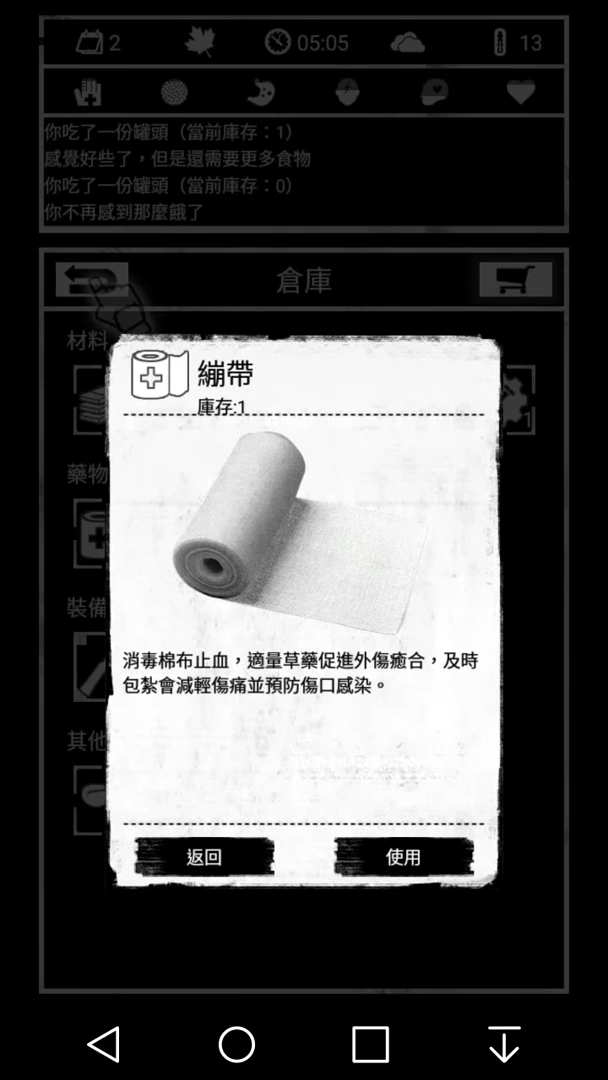 2 05:05 13
你吃了一份罐頭（當前庫存：1）
感覺好些了，但是還需要更多食物
你吃了一份罐頭（當前庫存：0）
你不再感到那麼餓了
倉庫
材料
繃帶
庫存:1
1
藥物
裝備
消毒棉布止血，適量草藥促進外傷癒合，及時
包紮會減輕傷痛並預防傷口感染。
其他
返回 使用